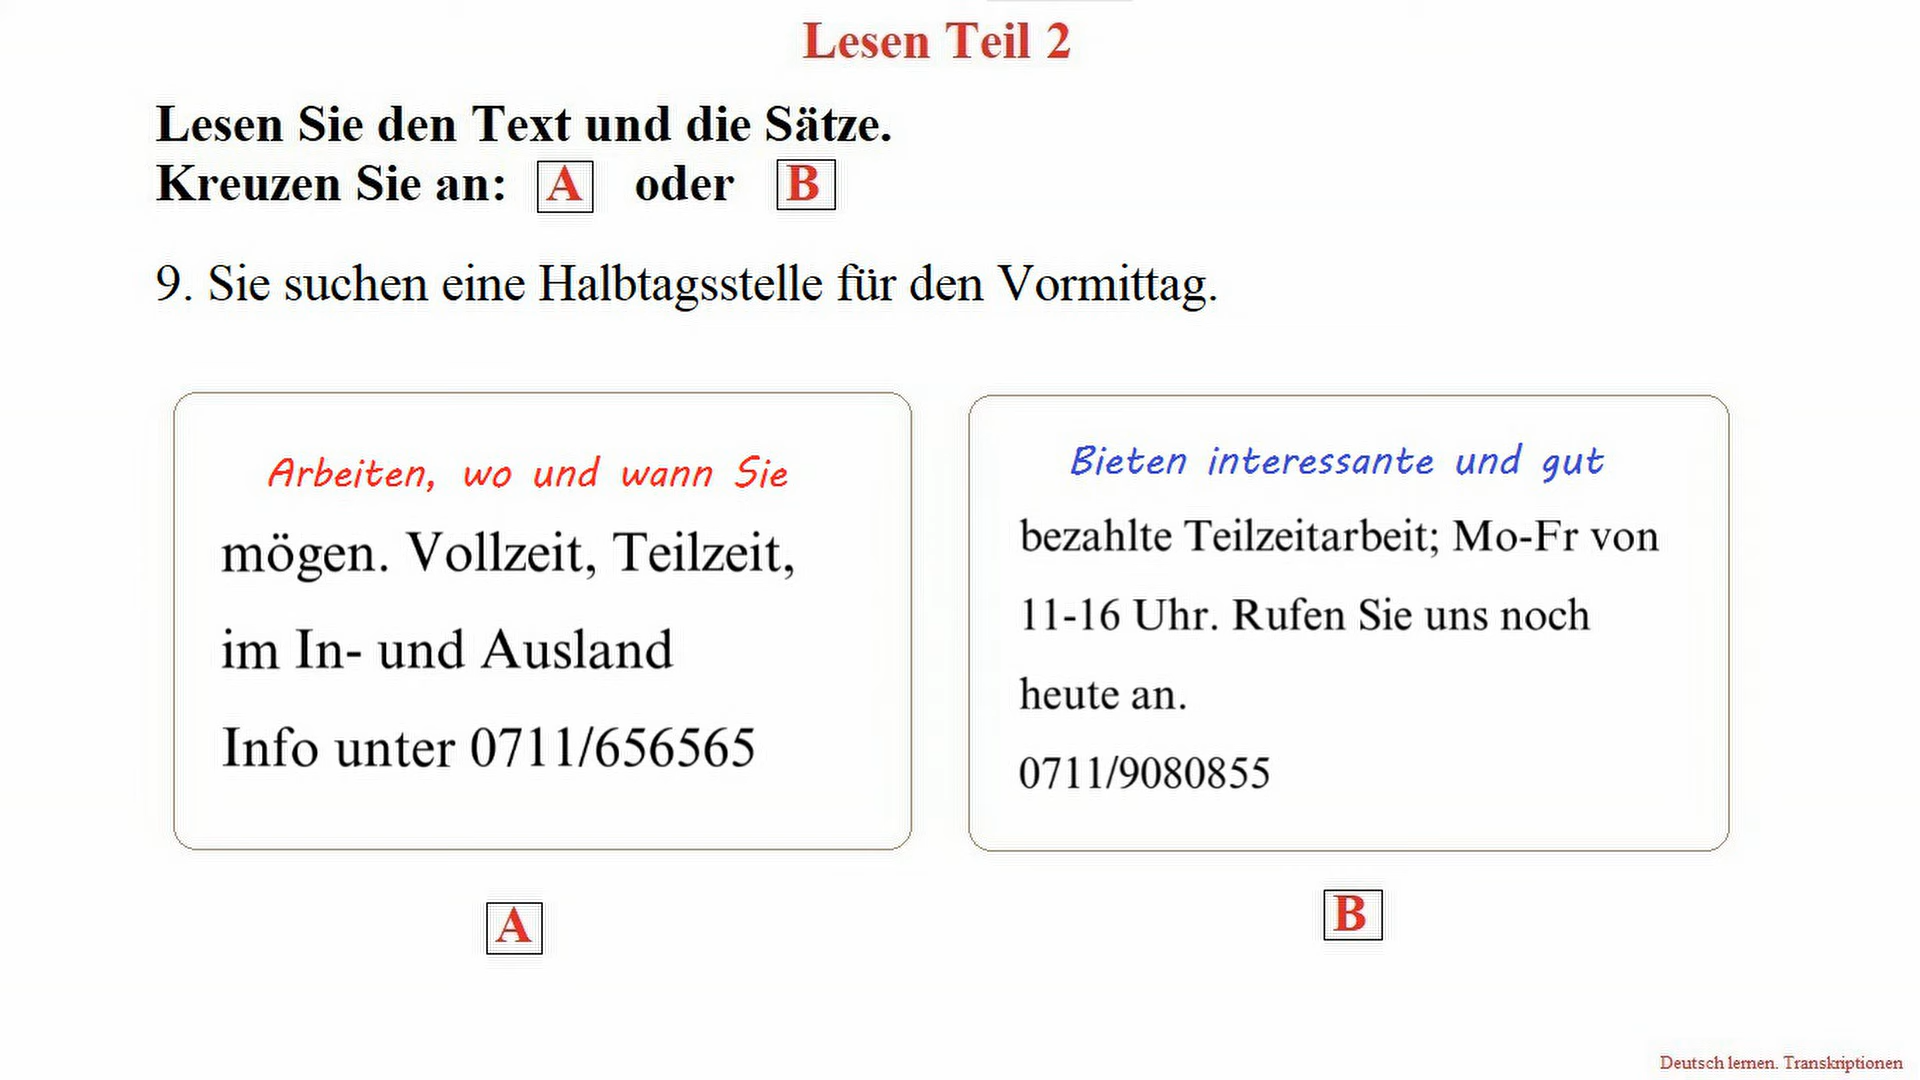 Lesen Teil 2
Lesen Sie den Text und die Sätze.
Kreuzen Sie an: A oder B
9. Sie suchen eine Halbtagsstelle für den Vormittag.
Arbeiten, wo und wann Sie
mögen. Vollzeit, Teilzeit,
im In- und Ausland
Info unter 0711/656565
A
Bieten interessante und gut
bezahlte Teilzeitarbeit; Mo-Fr von
11-16 Uhr. Rufen Sie uns noch
heute an.
0711/9080855
B
Deutsch lernen. Transkriptionen